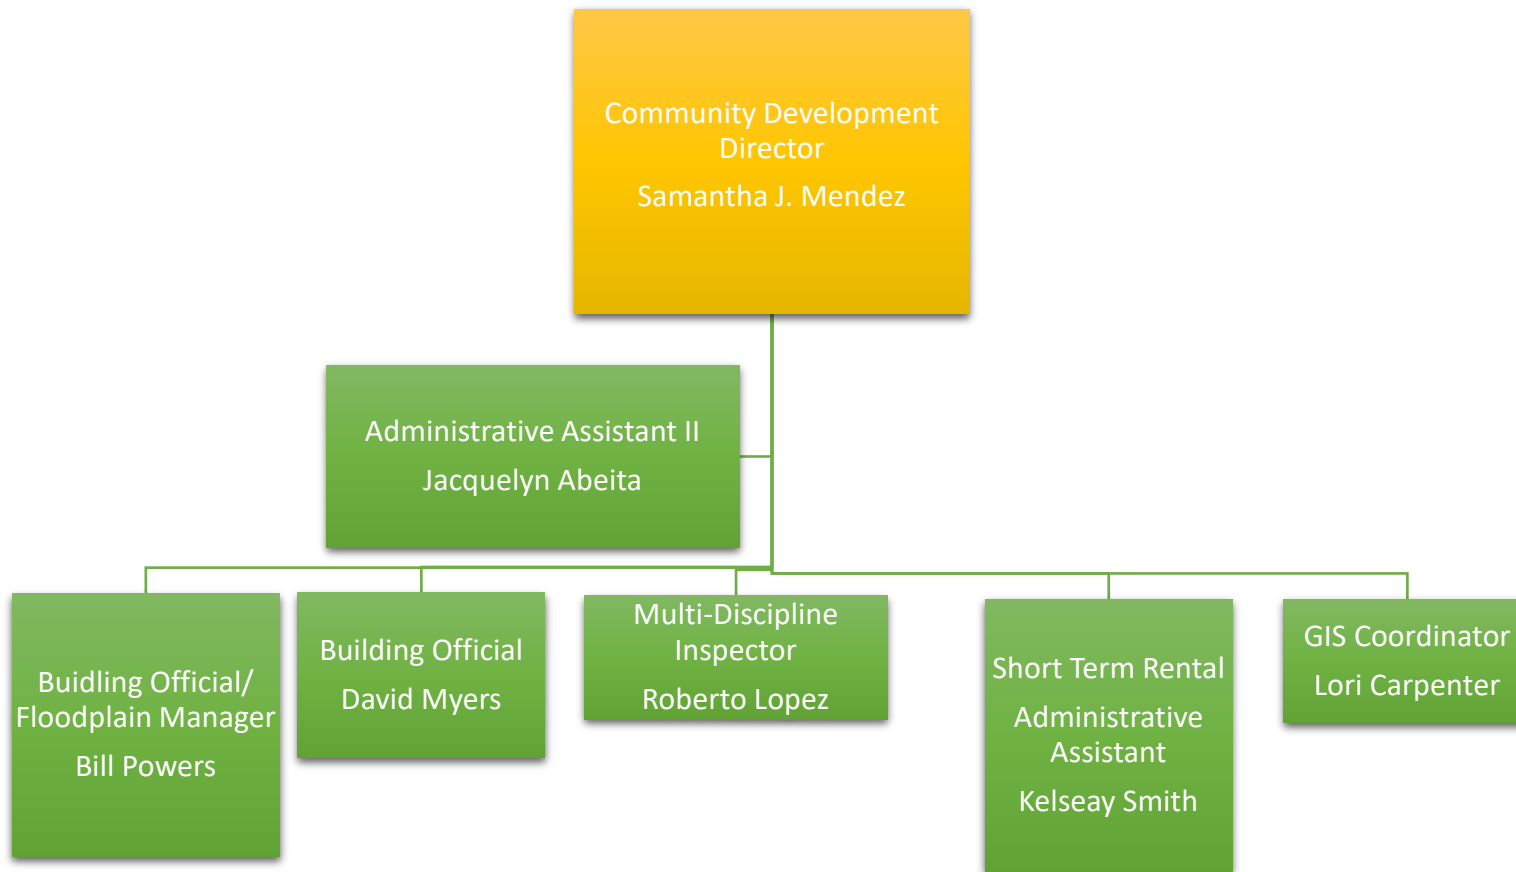 Community Development
Director
Samantha J. Mendez
Administrative Assistant II
Jacquelyn Abeita
Buidling Official/
Floodplain Manager
Bill Powers
Building Official
David Myers
Multi-Discipline
Inspector
Roberto Lopez
Short Term Rental
Administrative
Assistant
Kelseay Smith
GIS Coordinator
Lori Carpenter